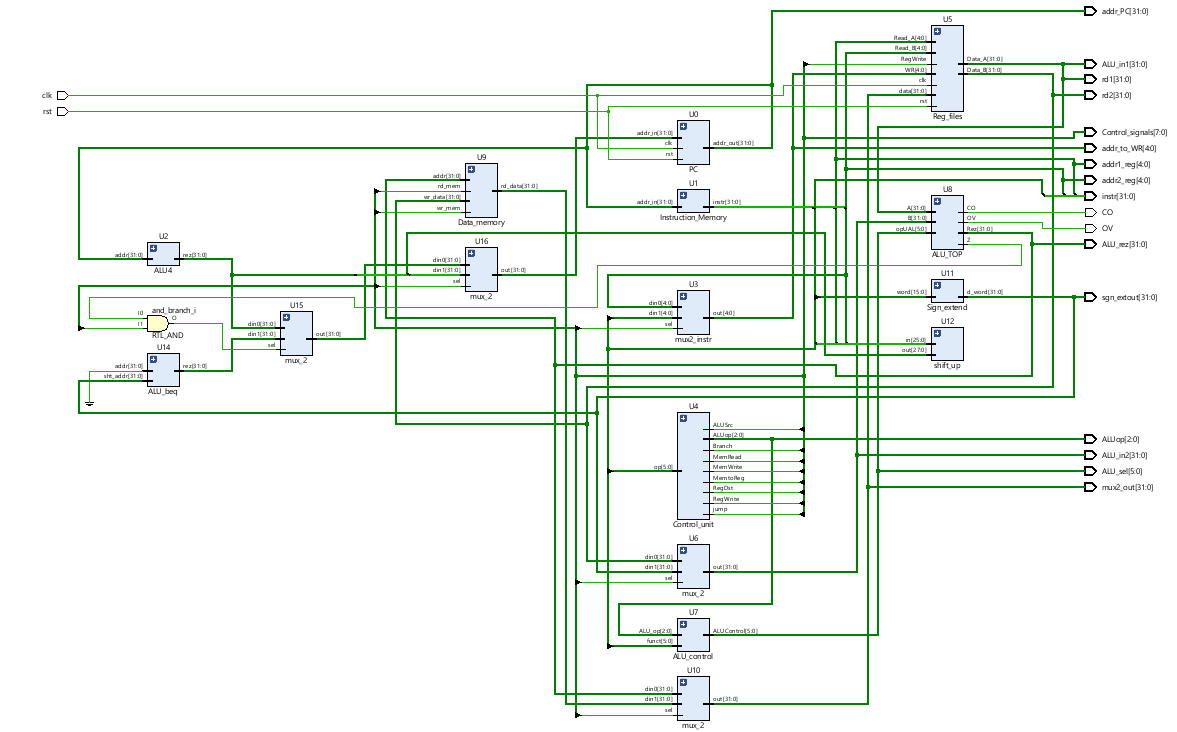 addr_PC[31:0]
U5
Read_A[4:0]
Read_B[4:0]
RegWrite
WR[4:0]
clk
data[31:0]
rst
Data_A[31:0]
Data_B[31:0]
Reg_files
ALU_in1[31:0]
rd1[31:0]
rd2[31:0]
clk
rst
U0
addr_in[31:0]
clk
rst
addr_out[31:0]
PC
Control_signals[7:0]
addr_to_WR[4:0]
addr1_reg[4:0]
addr2_reg[4:0]
instr[31:0]
CO
OV
ALU_rez[31:0]
U9
addr[31:0]
rd_mem
wr_data[31:0]
wr_mem
rd_data[31:0]
Data_memory
U1
addr_in[31:0]
instr[31:0]
Instruction_Memory
U8
A[31:0]
B[31:0]
opUAL[5:0]
CO
OV
Rez[31:0]
Z
ALU_TOP
U2
addr[31:0]
rez[31:0]
ALU4
U16
din0[31:0]
din1[31:0]
sel
out[31:0]
mux_2
U3
din0[4:0]
din1[4:0]
sel
out[4:0]
mux2_instr
U11
word[15:0]
d_word[31:0]
Sign_extend
sgn_extout[31:0]
and_branch_i
I0
I1
O
RTL_AND
U15
din0[31:0]
din1[31:0]
sel
out[31:0]
mux_2
U12
in[25:0]
out[27:0]
shift_up
U14
addr[31:0]
sht_addr[31:0]
rez[31:0]
ALU_beq
U4
op[5:0]
ALUSrc
ALUop[2:0]
Branch
MemRead
MemWrite
MemtoReg
RegDst
RegWrite
jump
Control_unit
ALUop[2:0]
ALU_in2[31:0]
ALU_sel[5:0]
mux2_out[31:0]
U6
din0[31:0]
din1[31:0]
sel
out[31:0]
mux_2
U7
ALU_op[2:0]
funct[5:0]
ALUControl[5:0]
ALU_control
U10
din0[31:0]
din1[31:0]
sel
out[31:0]
mux_2